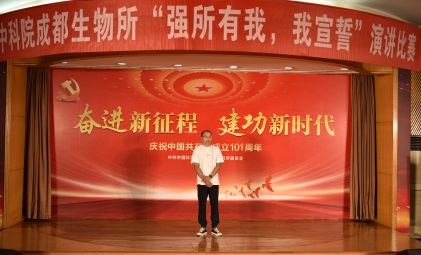 中科院成都生物所“强所有我，我宣誓”演讲比赛
奋进新征程 建功新时代
庆祝中国共 成立101周年